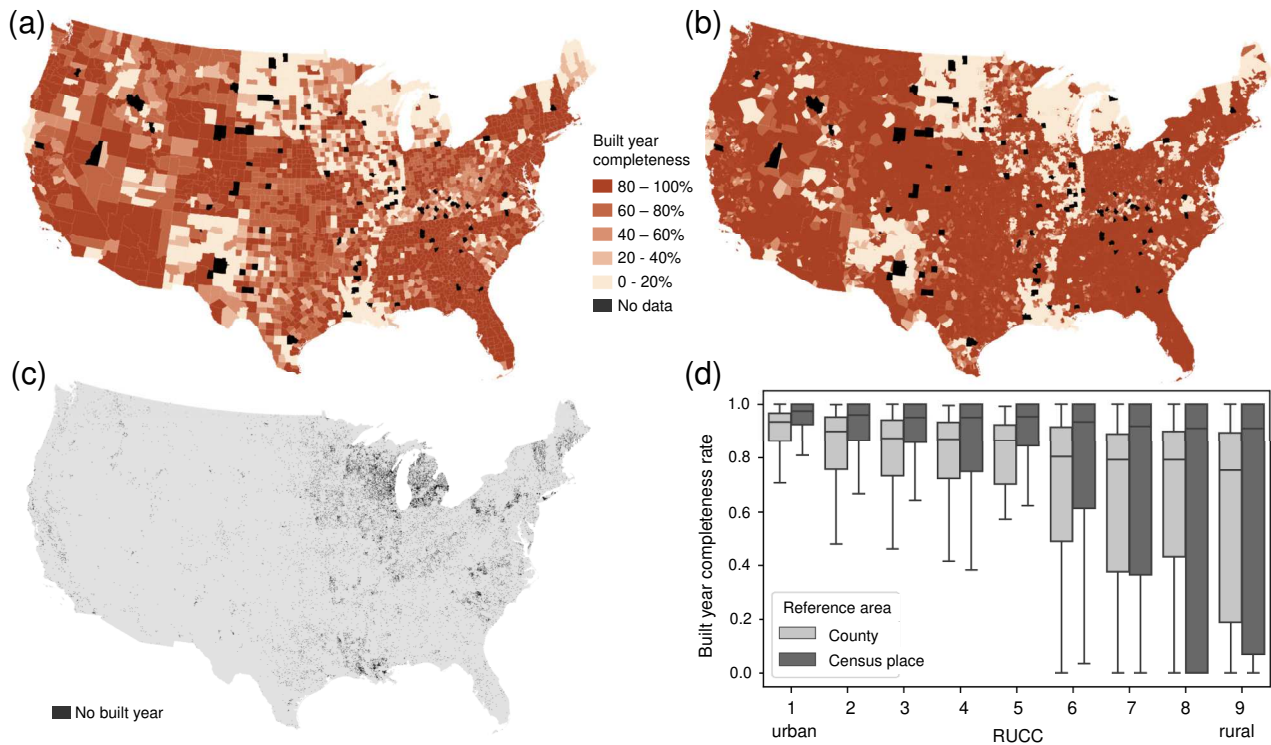 (a)
(b)
Built year
completeness
80 – 100%
60 – 80%
40 – 60%
20 - 40%
0 - 20%
No data
(c)
No built year
(d)
Built year completeness rate
1.0
0.8
0.6
0.4
0.2
0.0
Reference area
County
Census place
1 2 3 4 5 6 7 8 9
urban RUCC rural